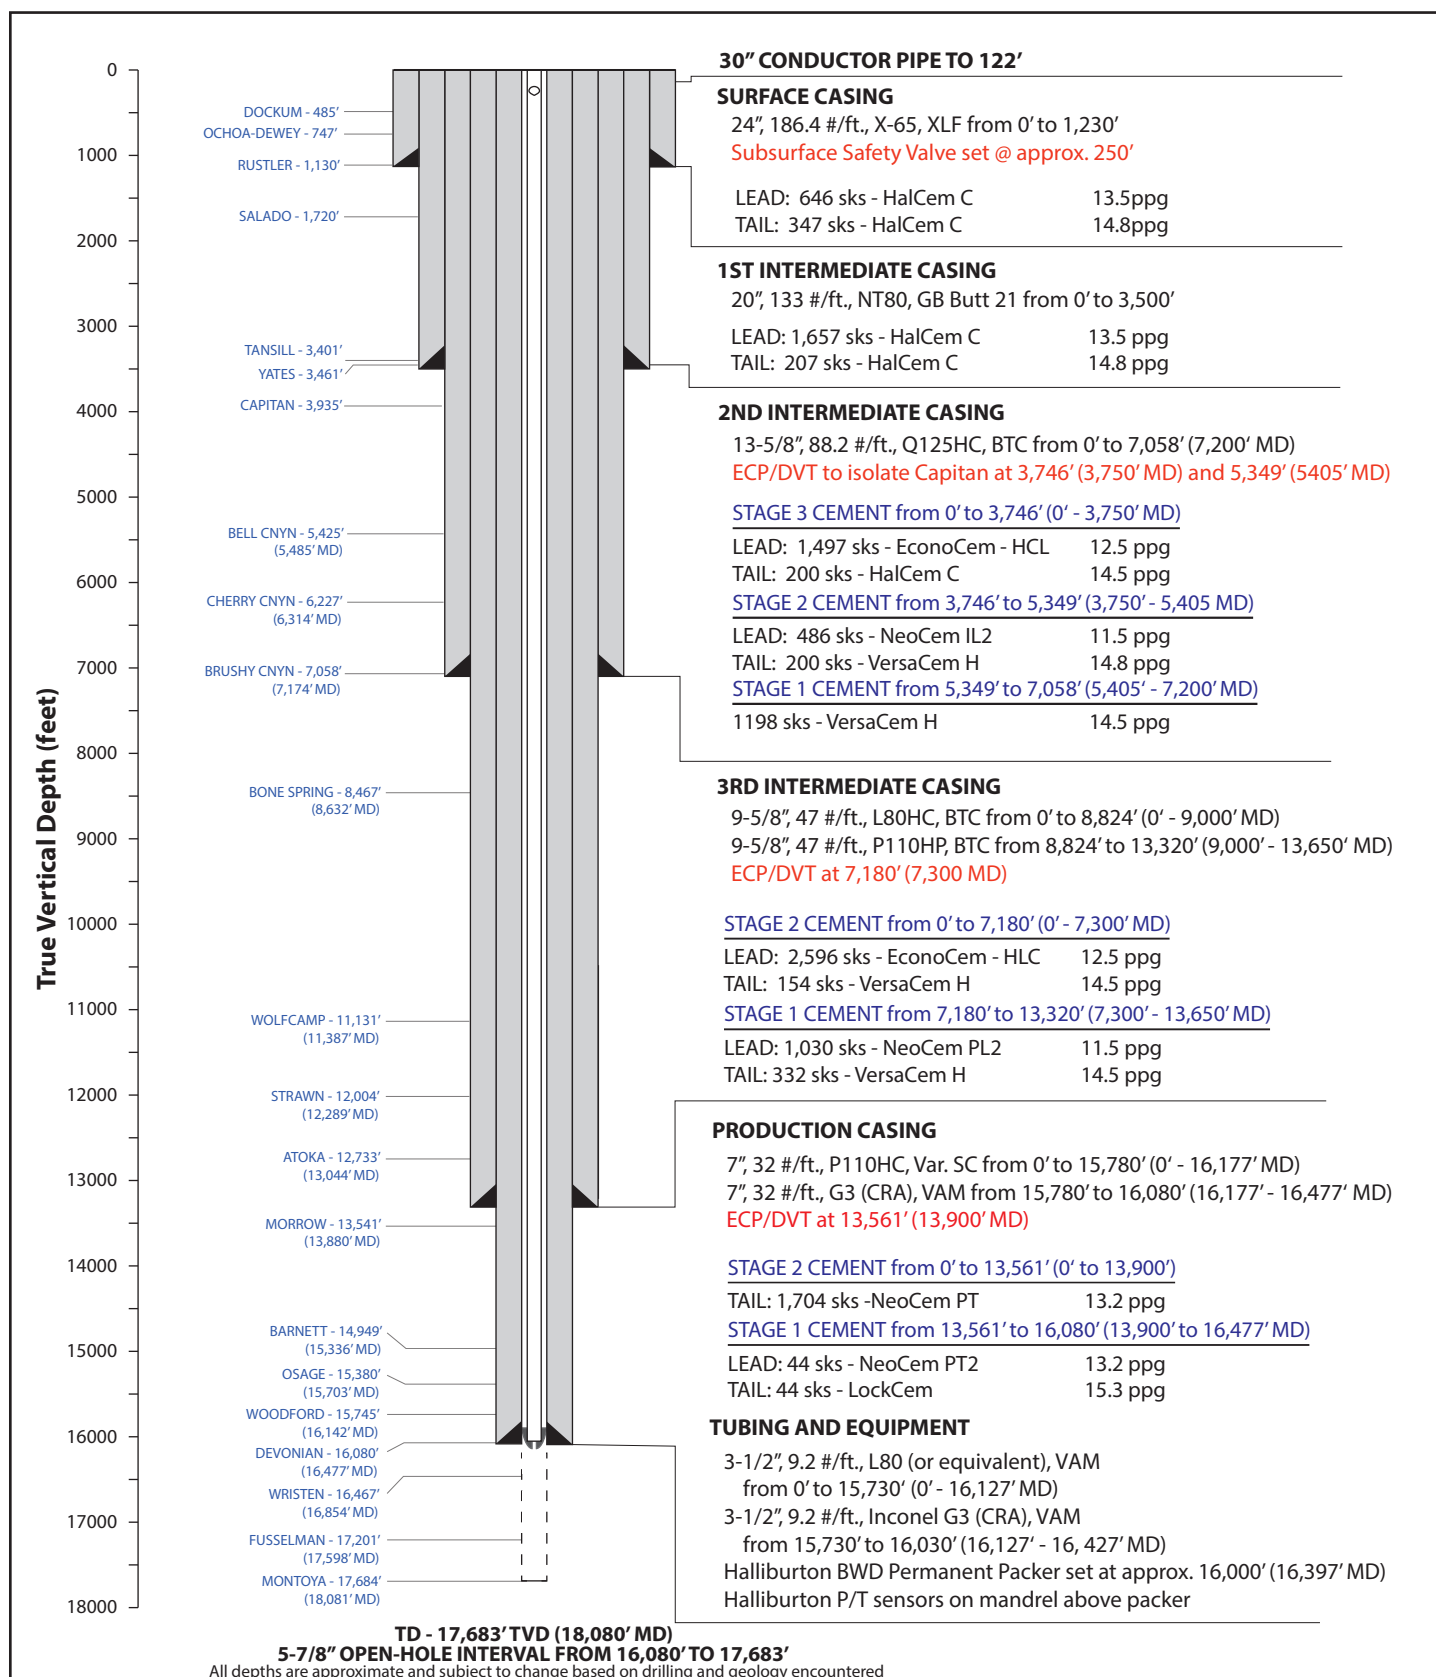 True Vertical Depth (feet)
0
1000
2000
3000
4000
5000
6000
7000
8000
9000
10000
11000
12000
13000
14000
15000
16000
17000
18000
DOCKUM - 485’
OCHOA-DEWEY - 747’
RUSTLER - 1,130’
SALADO - 1,720’
TANSILL - 3,401’
YATES - 3,461’
CAPITAN - 3,935’
BELL CNYN - 5,425’
(5,485’ MD)
CHERRY CNYN - 6,227’
(6,314’ MD)
BRUSHY CNYN - 7,058’
(7,174’ MD)
BONE SPRING - 8,467’
(8,632’ MD)
WOLFCAMP - 11,131’
(11,387’ MD)
STRAWN - 12,004’
(12,289’ MD)
ATOKA - 12,733’
(13,044’ MD)
MORROW - 13,541’
(13,880’ MD)
BARNETT - 14,949’
(15,336’ MD)
OSAGE - 15,380’
(15,703’ MD)
WOODFORD - 15,745’
(16,142’ MD)
DEVONIAN - 16,080’
(16,477’ MD)
WRISTEN - 16,467’
(16,854’ MD)
FUSSELMAN - 17,201’
(17,598’ MD)
MONTOYA - 17,684’
(18,081’ MD)
30” CONDUCTOR PIPE TO 122’
SURFACE CASING
24”, 186.4 #/ft., X-65, XLF from 0’ to 1,230’
Subsurface Safety Valve set @ approx. 250’
LEAD: 646 sks - HalCem C 13.5ppg
TAIL: 347 sks - HalCem C 14.8ppg
1ST INTERMEDIATE CASING
20”, 133 #/ft., NT80, GB Butt 21 from 0’ to 3,500’
LEAD: 1,657 sks - HalCem C 13.5 ppg
TAIL: 207 sks - HalCem C 14.8 ppg
2ND INTERMEDIATE CASING
13-5/8”, 88.2 #/ft., Q125HC, BTC from 0’ to 7,058’ (7,200‘ MD)
ECP/DVT to isolate Capitan at 3,746’ (3,750’ MD) and 5,349’ (5405’ MD)
STAGE 3 CEMENT from 0’ to 3,746’ (0‘ - 3,750’ MD)
LEAD: 1,497 sks - EconoCem - HCL 12.5 ppg
TAIL: 200 sks - HalCem C 14.5 ppg
STAGE 2 CEMENT from 3,746’ to 5,349’ (3,750’ - 5,405 MD)
LEAD: 486 sks - NeoCem IL2 11.5 ppg
TAIL: 200 sks - VersaCem H 14.8 ppg
STAGE 1 CEMENT from 5,349’ to 7,058’ (5,405‘ - 7,200’ MD)
1198 sks - VersaCem H 14.5 ppg
3RD INTERMEDIATE CASING
9-5/8”, 47 #/ft., L80HC, BTC from 0’ to 8,824’ (0‘ - 9,000’ MD)
9-5/8”, 47 #/ft., P110HP, BTC from 8,824’ to 13,320’ (9,000’ - 13,650‘ MD)
ECP/DVT at 7,180’ (7,300 MD)
STAGE 2 CEMENT from 0’ to 7,180’ (0’ - 7,300’ MD)
LEAD: 2,596 sks - EconoCem - HLC 12.5 ppg
TAIL: 154 sks - VersaCem H 14.5 ppg
STAGE 1 CEMENT from 7,180’ to 13,320’ (7,300’ - 13,650’ MD)
LEAD: 1,030 sks - NeoCem PL2 11.5 ppg
TAIL: 332 sks - VersaCem H 14.5 ppg
PRODUCTION CASING
7”, 32 #/ft., P110HC, Var. SC from 0’ to 15,780’ (0‘ - 16,177’ MD)
7”, 32 #/ft., G3 (CRA), VAM from 15,780’ to 16,080’ (16,177’ - 16,477‘ MD)
ECP/DVT at 13,561’ (13,900’ MD)
STAGE 2 CEMENT from 0’ to 13,561’ (0‘ to 13,900’)
TAIL: 1,704 sks -NeoCem PT 13.2 ppg
STAGE 1 CEMENT from 13,561’ to 16,080’ (13,900’ to 16,477’ MD)
LEAD: 44 sks - NeoCem PT2 13.2 ppg
TAIL: 44 sks - LockCem 15.3 ppg
TUBING AND EQUIPMENT
3-1/2”, 9.2 #/ft., L80 (or equivalent), VAM
from 0’ to 15,730‘ (0’ - 16,127’ MD)
3-1/2”, 9.2 #/ft., Inconel G3 (CRA), VAM
from 15,730’ to 16,030’ (16,127‘ - 16, 427’ MD)
Halliburton BWD Permanent Packer set at approx. 16,000’ (16,397’ MD)
Halliburton P/T sensors on mandrel above packer
TD - 17,683’ TVD (18,080’ MD)
5-7/8” OPEN-HOLE INTERVAL FROM 16,080’ TO 17,683’
All depths are approximate and subject to change based on drilling and geology encountered